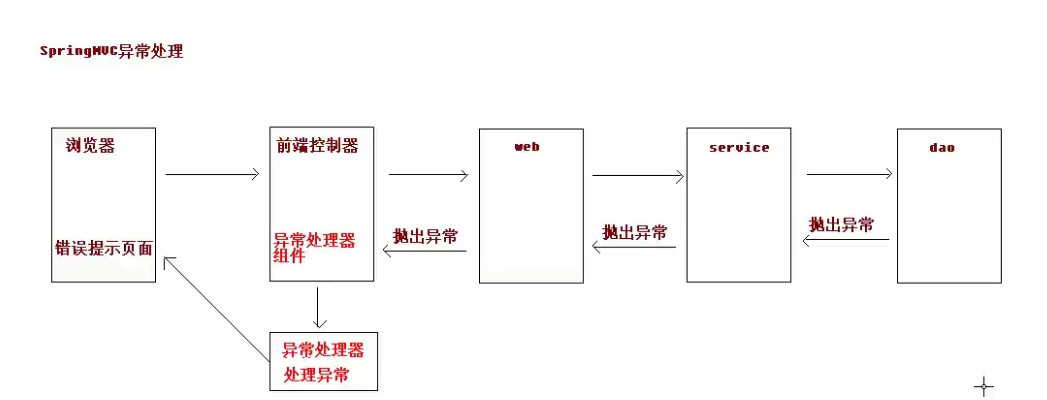 SpringMVC异常处理
浏览器
前端控制器
web
service
dao
抛出异常
抛出异常
抛出异常
错误提示页面
异常处理器
组件
异常处理器
处理异常